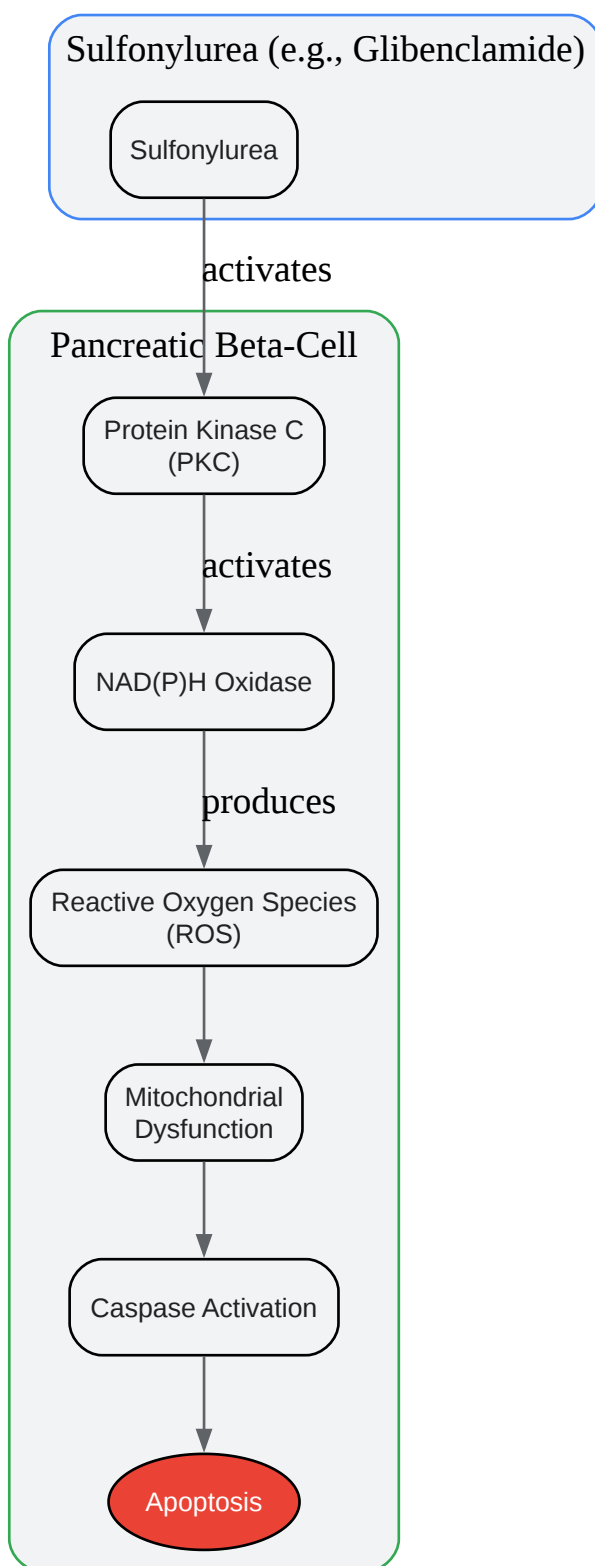 Sulfonylurea (e.g., Glibenclamide)
Sulfonylurea
activates
Pancreatic Beta-Cell
Protein Kinase C
(PKC)
activates
NAD(P)H Oxidase
produces
Reactive Oxygen Species
(ROS)
Mitochondrial
Dysfunction
Caspase Activation
Apoptosis